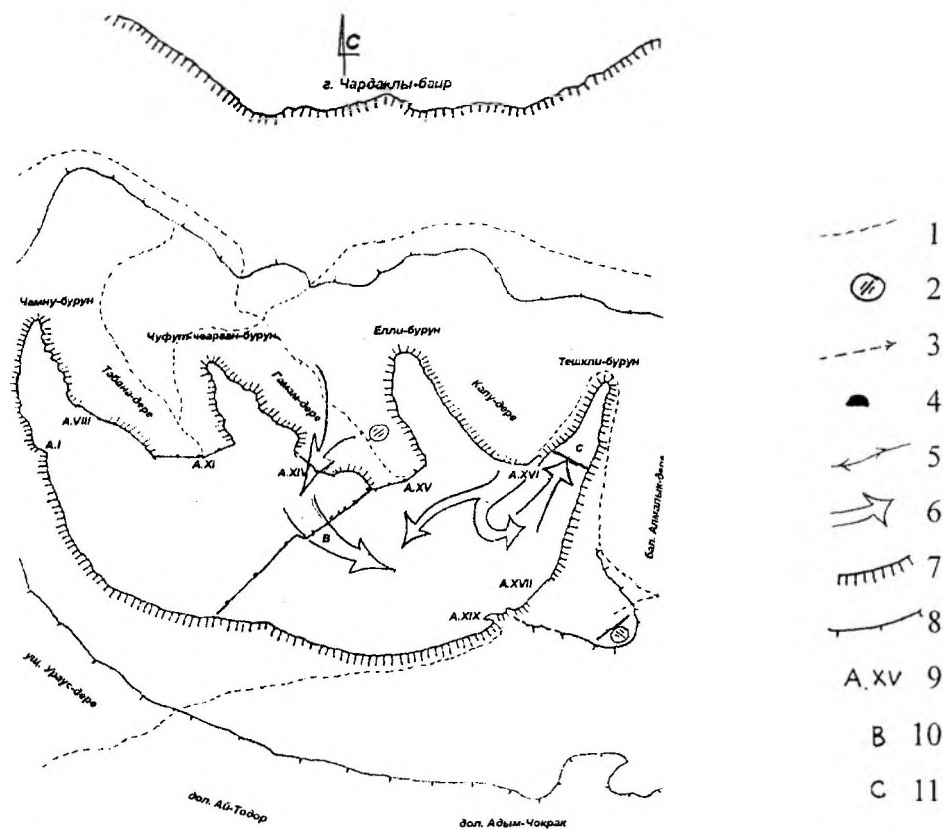 С
г. Чардаклы-баир
Чамну-бурун
Чуфут-чеарган-бурун
Елли-бурун
Тешкли-бурун
Табана-дере
Гамам-дере
Капу-дере
бал. Алмалык-дере
А.VIII
А.I
А.XI
А.XIV
А.XV
А.XVI
С
В
А.XVII
А.XIX
ущ. Ураус-дере
дол. Ай-Тодор
дол. Адым-Чокрак
1
2
3
4
5
6
7
8
А.XV 9
В 10
С 11